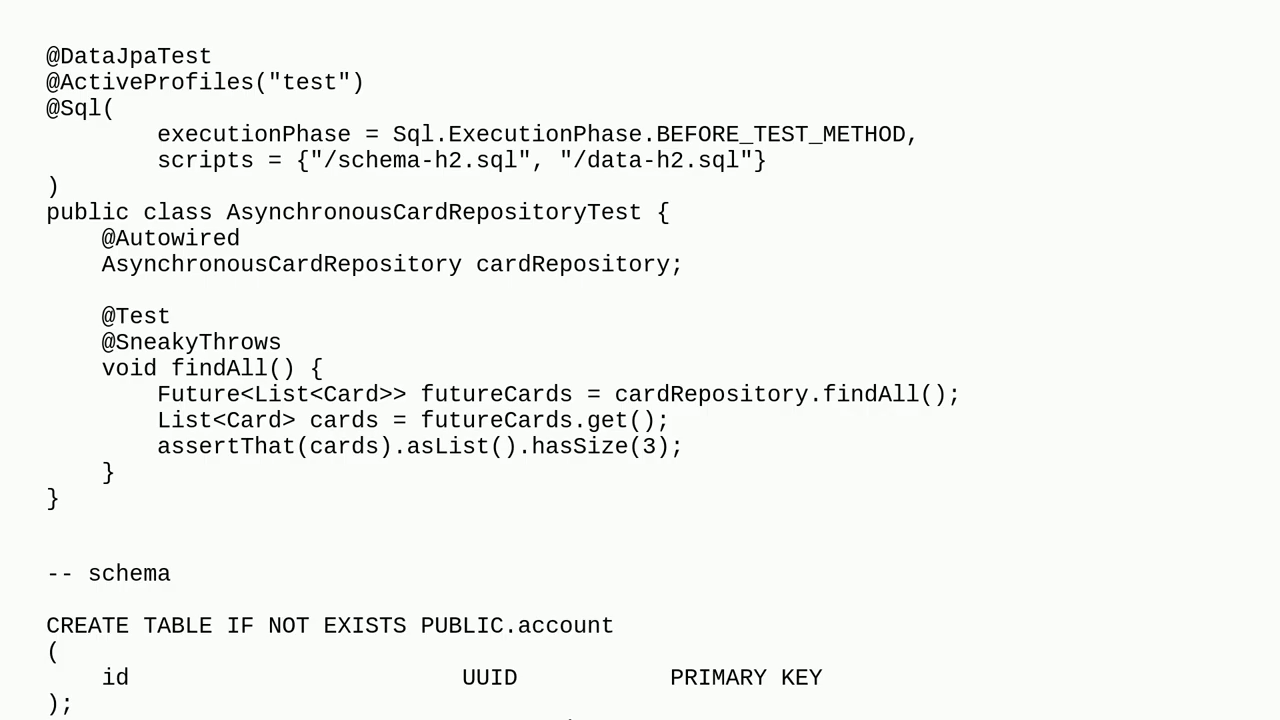 @DataJpaTest
@ActiveProfiles("test")
@Sql(
        executionPhase = Sql.ExecutionPhase.BEFORE_TEST_METHOD,
        scripts = {"/schema-h2.sql", "/data-h2.sql"}
)
public class AsynchronousCardRepositoryTest {
    @Autowired
    AsynchronousCardRepository cardRepository;

    @Test
    @SneakyThrows
    void findAll() {
        Future<List<Card>> futureCards = cardRepository.findAll();
        List<Card> cards = futureCards.get();
        assertThat(cards).asList().hasSize(3);
    }
}

-- schema

CREATE TABLE IF NOT EXISTS PUBLIC.account
(
    id                        UUID           PRIMARY KEY
);